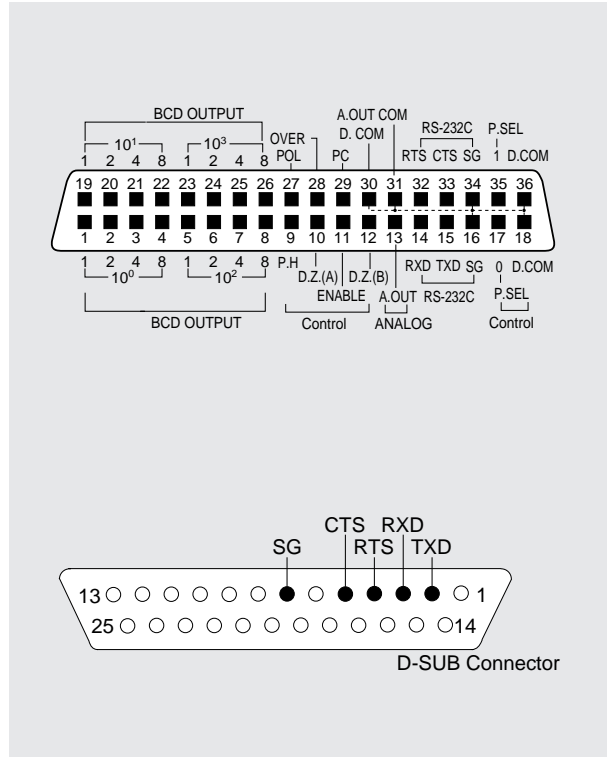 BCD OUTPUT A.OUT COM
D. COM RS-232C P.SEL
10¹ 10³ OVER
1 2 4 8 1 2 4 8 POL PC RTS CTS SG 1 D.COM
19 20 21 22 23 24 25 26 27 28 29 30 31 32 33 34 35 36
1 2 3 4 5 6 7 8 9 10 11 12 13 14 15 16 17 18
1 2 4 8 1 2 4 8 P.H D.Z.(A) D.Z.(B) RXD TXD SG 0 D.COM
10⁰ 10² ENABLE A.OUT RS-232C P.SEL
BCD OUTPUT Control ANALOG Control
CTS RXD
SG RTS TXD
13 1
25 14
D-SUB Connector